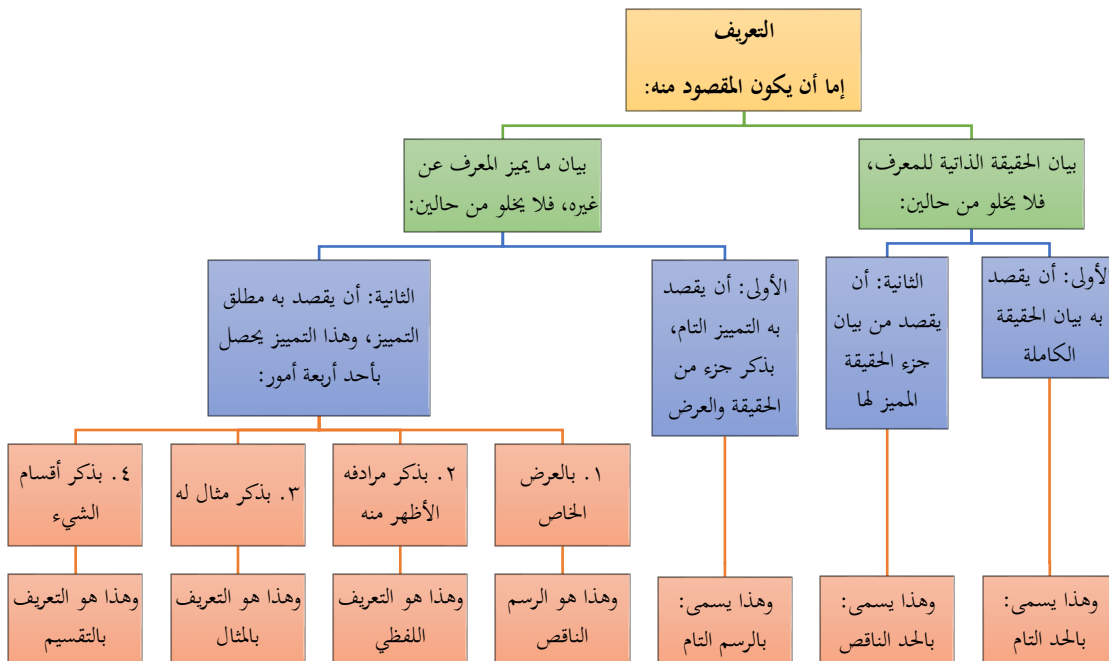 التعريف
إما أن يكون المقصود منه:
بيان الحقيقة الذاتية للمعرف،
فلا يخلو من حالين:
بيان ما يميز المعرف عن
غيره، فلا يخلو من حالين:
الأولى: أن يقصد
به بيان الحقيقة
الكاملة
الثانية: أن
يقصد من بيان
جزء الحقيقة
المميز لها
الأولى: أن يقصد
به التمييز التام،
بذكر جزء من
الحقيقة والعرض
الثانية: أن يقصد به مطلق
التمييز، وهذا التمييز يحصل
بأحد أربعة أمور:
١. بالعرض
الخاص
٢. بذكر مرادفه
الأظهر منه
٣. بذكر مثال له
٤. بذكر أقسام
الشيء
وهذا يسمى:
بالحد التام
وهذا يسمى:
بالحد الناقص
وهذا يسمى:
بالرسم التام
وهذا هو الرسم
الناقص
وهذا هو التعريف
اللفظي
وهذا هو التعريف
بالمثال
وهذا هو التعريف
بالتقسيم